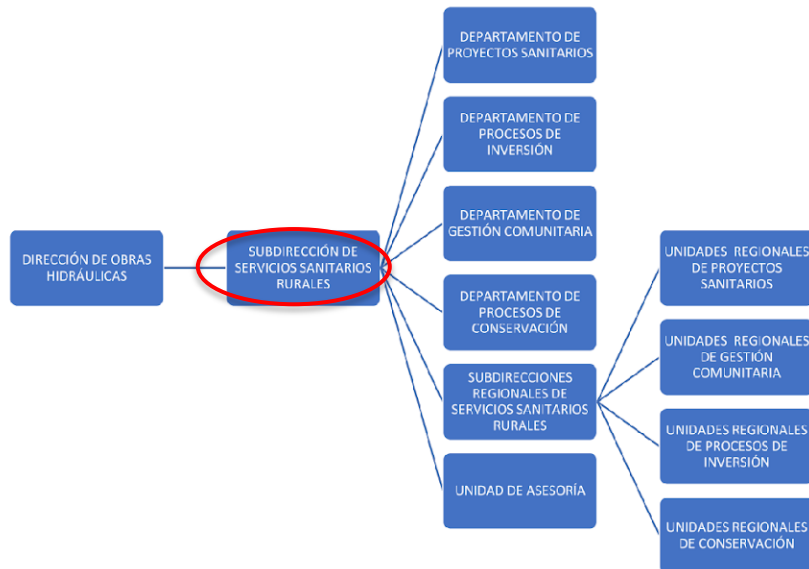 DEPARTAMENTO DE
PROYECTOS SANITARIOS
DEPARTAMENTO DE
PROCESOS DE
INVERSIÓN
DEPARTAMENTO DE
GESTIÓN COMUNITARIA
DIRECCIÓN DE OBRAS
HIDRÁULICAS
SUBDIRECCIÓN DE
SERVICIOS SANITARIOS
RURALES
DEPARTAMENTO DE
PROCESOS DE
CONSERVACIÓN
SUBDIRECCIONES
REGIONALES DE
SERVICIOS SANITARIOS
RURALES
UNIDAD DE ASESORÍA
UNIDADES REGIONALES
DE PROYECTOS
SANITARIOS
UNIDADES REGIONALES
DE GESTIÓN
COMUNITARIA
UNIDADES REGIONALES
DE PROCESOS DE
INVERSIÓN
UNIDADES REGIONALES
DE CONSERVACIÓN